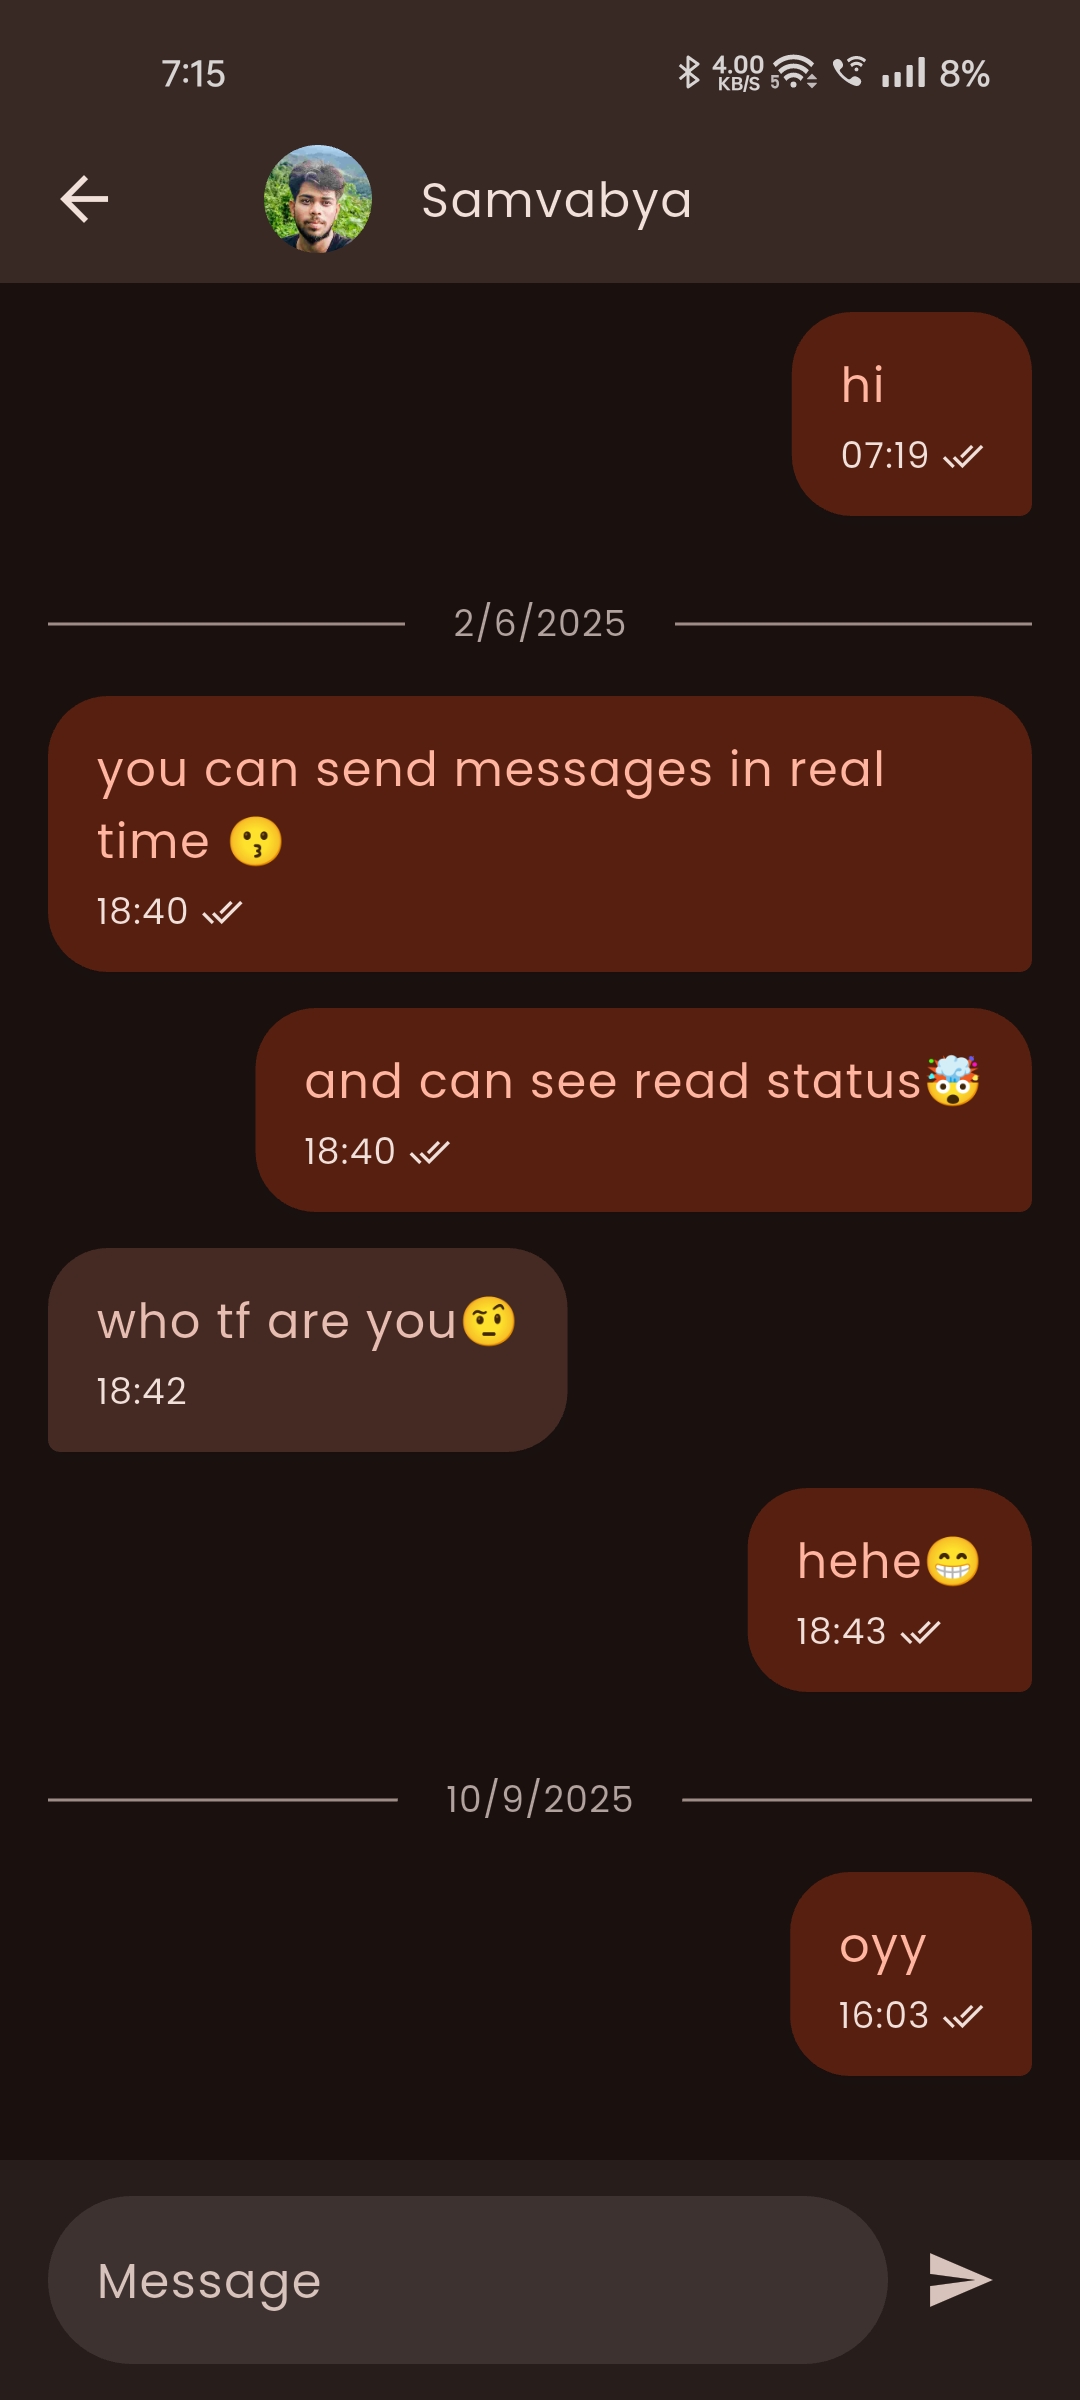 7:15 4.00 KB/S 5 8%
Samvabya
hi
07:19
2/6/2025
you can send messages in real
time 😗
18:40
and can see read status🤯
18:40
who tf are you🤨
18:42
hehe😁
18:43
10/9/2025
oyy
16:03
Message